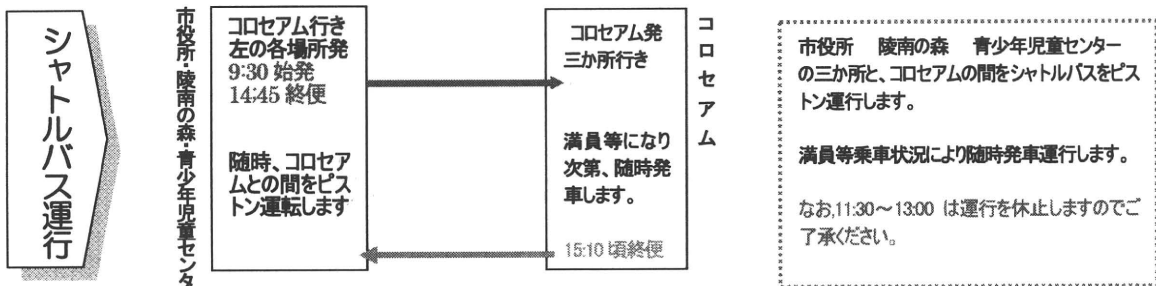 シャトルバス運行
市役所・陵南の森・青少年児童センタ
コロセアム行き
左の各場所発
9:30 始発
14:45 終便
随時、コロセア
ムとの間をピス
トン運転します
コロセアム発
三か所行き
満員等になり
次第、随時発
車します。
15:10 頃終便
コロセアム
市役所　陵南の森　青少年児童センター
の三か所と、コロセアムの間をシャトルバスをピス
トン運行します。
満員等乗車状況により随時発車運行します。
なお,11:30～13:00 は運行を休止しますのでご
了承ください。